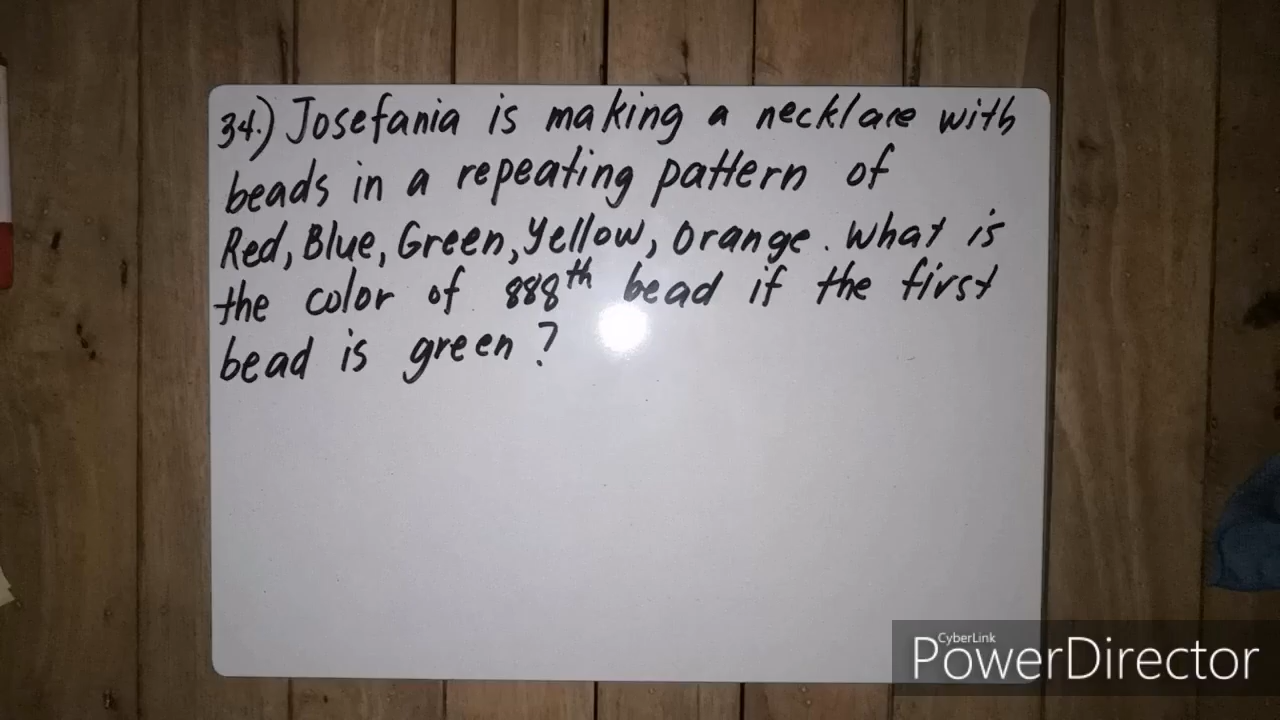 34.) Josefania is making a necklace with
beads in a repeating pattern of
Red, Blue, Green, Yellow, Orange. What is
the color of 888th bead if the first
bead is green?
CyberLink
PowerDirector